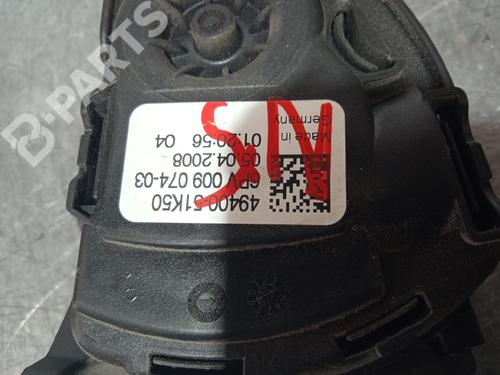 49400-51K50
6PV 009 074-03
05.04.2008
01:20:56 04
Made in
Germany
S.N
B-PARTS